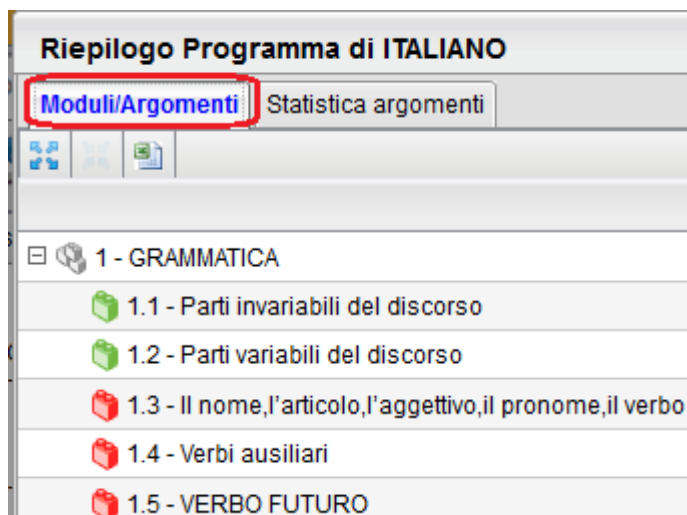 Riepilogo Programma di ITALIANO
Moduli/Argomenti Statistica argomenti
1 - GRAMMATICA
1.1 - Parti invariabili del discorso
1.2 - Parti variabili del discorso
1.3 - Il nome,l'articolo,l'aggettivo,il pronome,il verbo
1.4 - Verbi ausiliari
1.5 - VERBO FUTURO